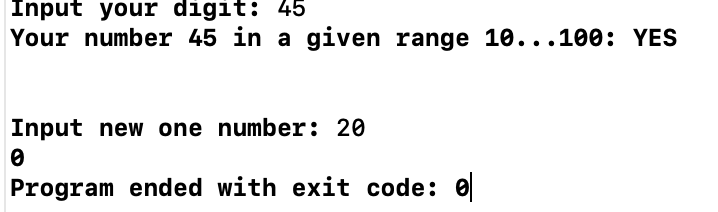 Input your digit: 45
Your number 45 in a given range 10...100: YES
Input new one number: 20
0
Program ended with exit code: 0